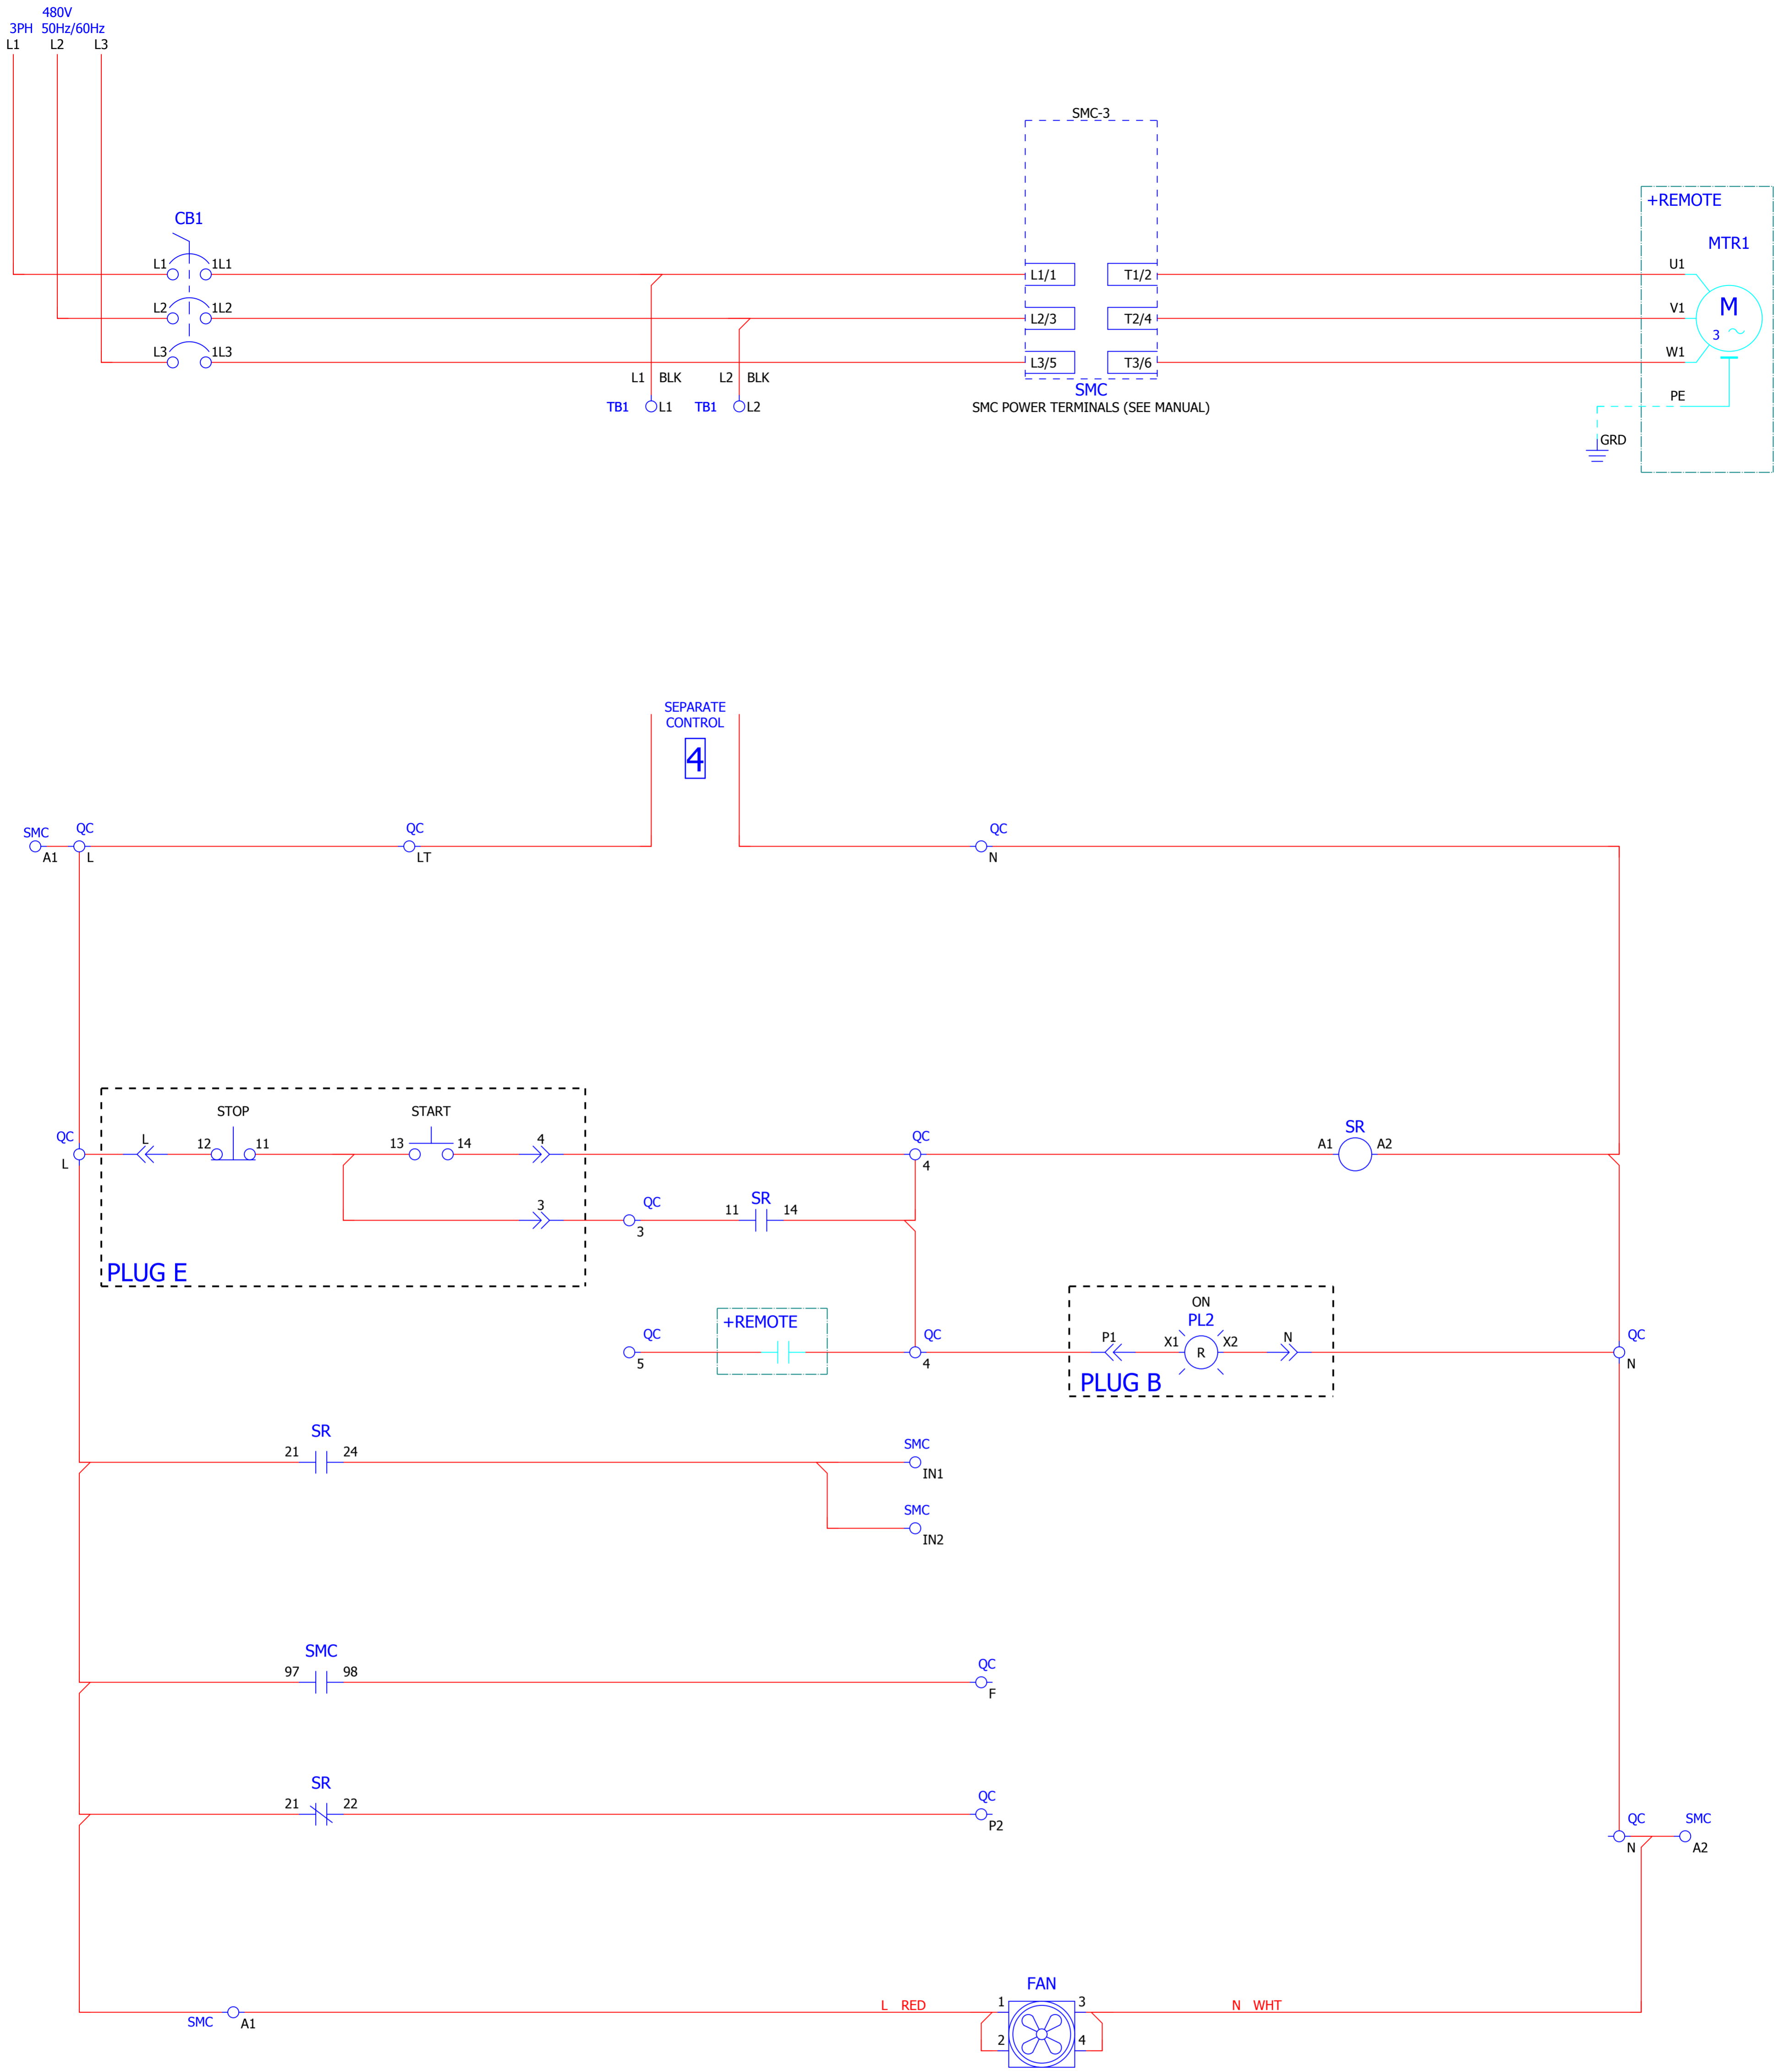 480V
3PH 50Hz/60Hz
L1 L2 L3
SMC-3
+REMOTE
CB1
MTR1
L1 1L1 L1/1 T1/2 U1
L2 1L2 L2/3 T2/4 V1
M
3
L3 1L3 L3/5 T3/6 W1
L1 BLK L2 BLK
SMC
PE
TB1 L1 TB1 L2
SMC POWER TERMINALS (SEE MANUAL)
GRD
SEPARATE
CONTROL
4
SMC QC QC QC
A1 L LT N
STOP START
QC L 12 11 13 14 4 QC A1 SR A2
L 4
3 QC 11 SR 14
3
PLUG E
ON
+REMOTE PL2
QC QC P1 X1 R X2 N QC
5 4 N
PLUG B
SR
21 24 SMC
IN1
SMC
IN2
SMC
97 98 QC
F
SR
21 22 QC
P2
QC SMC
N A2
FAN
L RED 1 3 N WHT
SMC A1
2 4